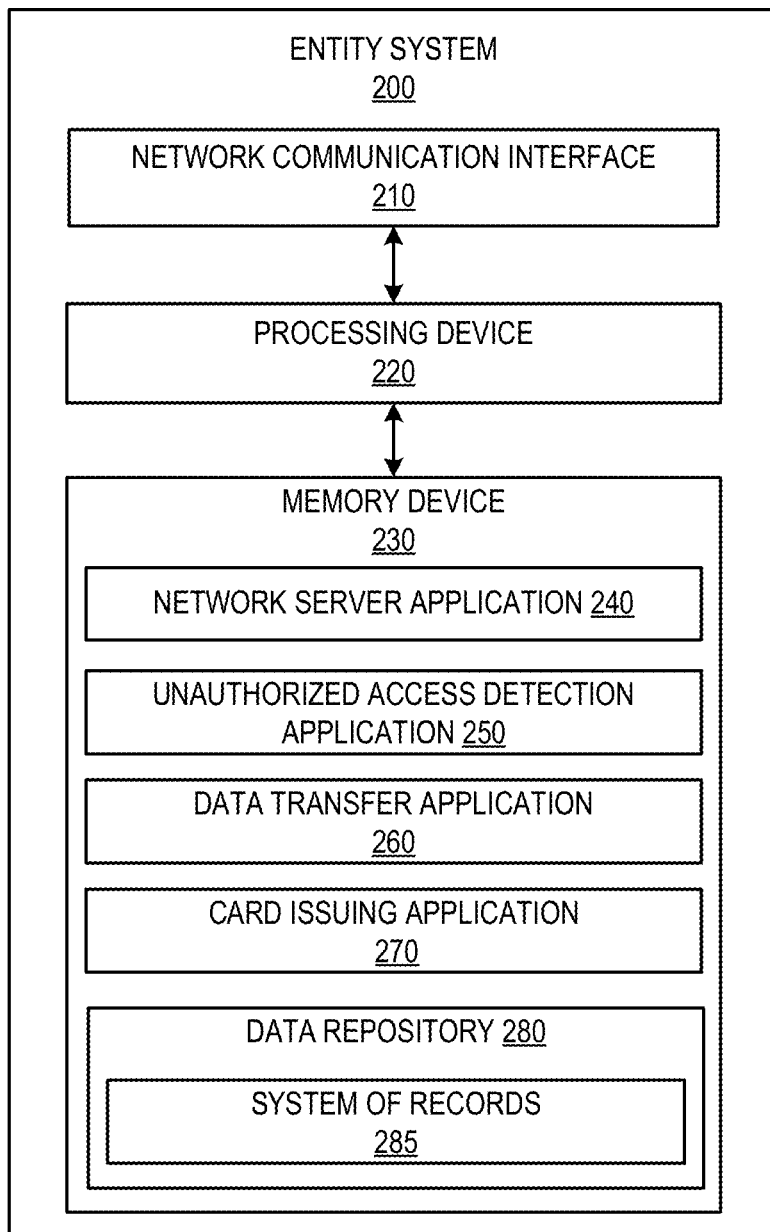 ENTITY SYSTEM
200
NETWORK COMMUNICATION INTERFACE
210
PROCESSING DEVICE
220
MEMORY DEVICE
230
NETWORK SERVER APPLICATION 240
UNAUTHORIZED ACCESS DETECTION
APPLICATION 250
DATA TRANSFER APPLICATION
260
CARD ISSUING APPLICATION
270
DATA REPOSITORY 280
SYSTEM OF RECORDS
285